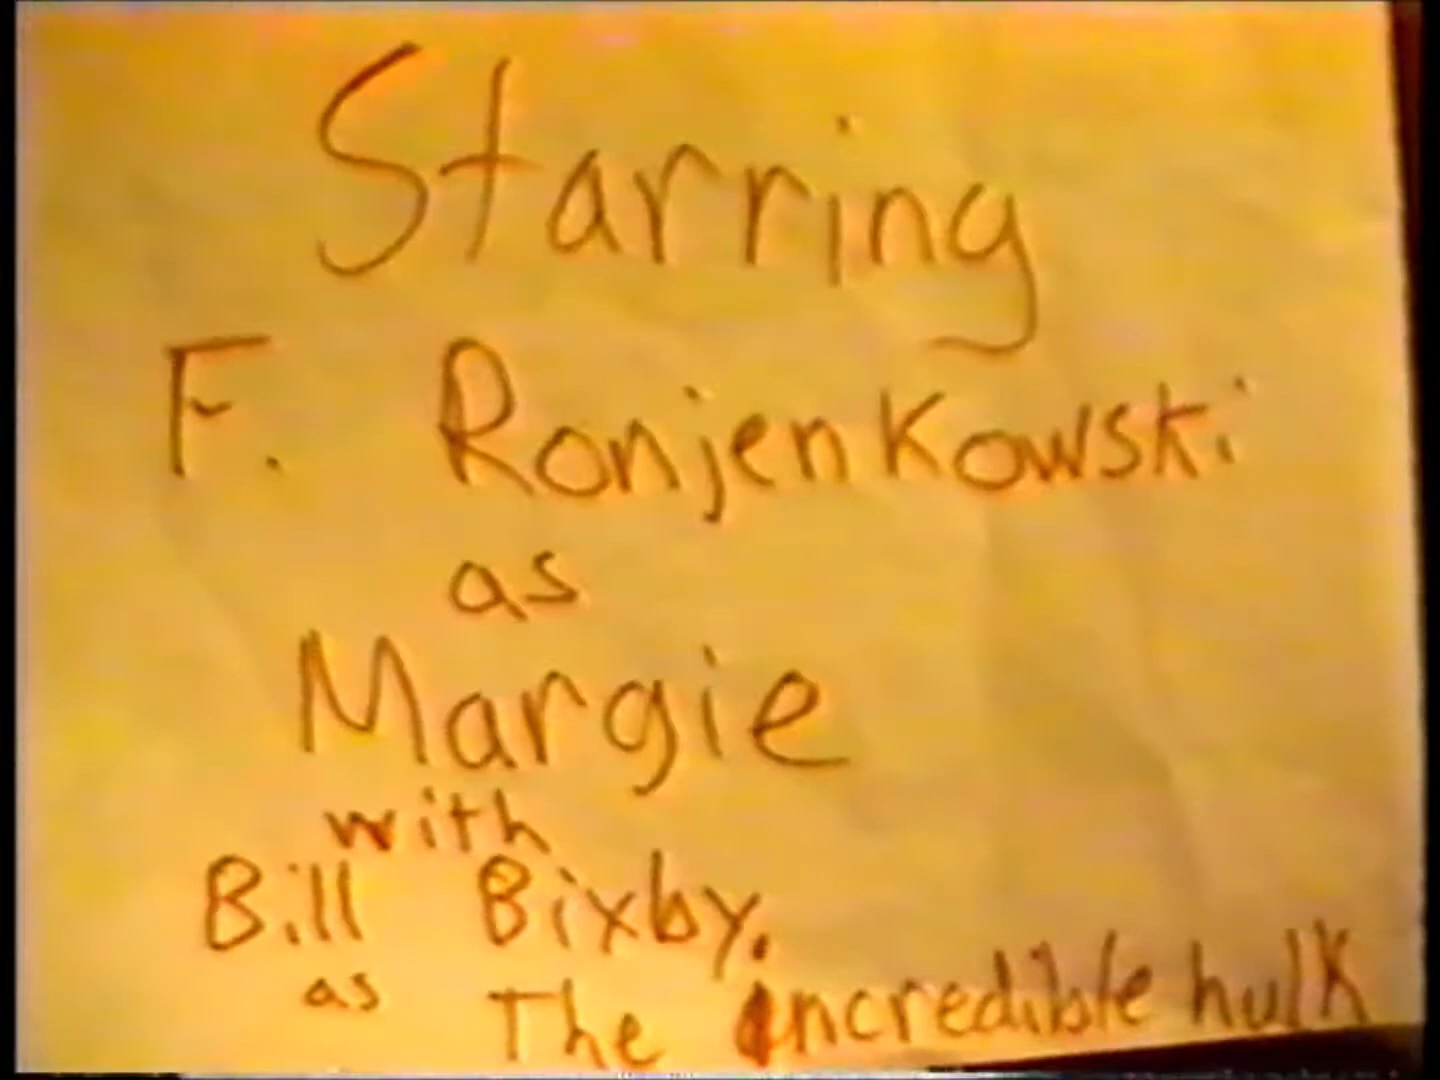 Starring
F. Ronjenkowski
as
Margie
with
Bill Bixby.
as The incredible hulk